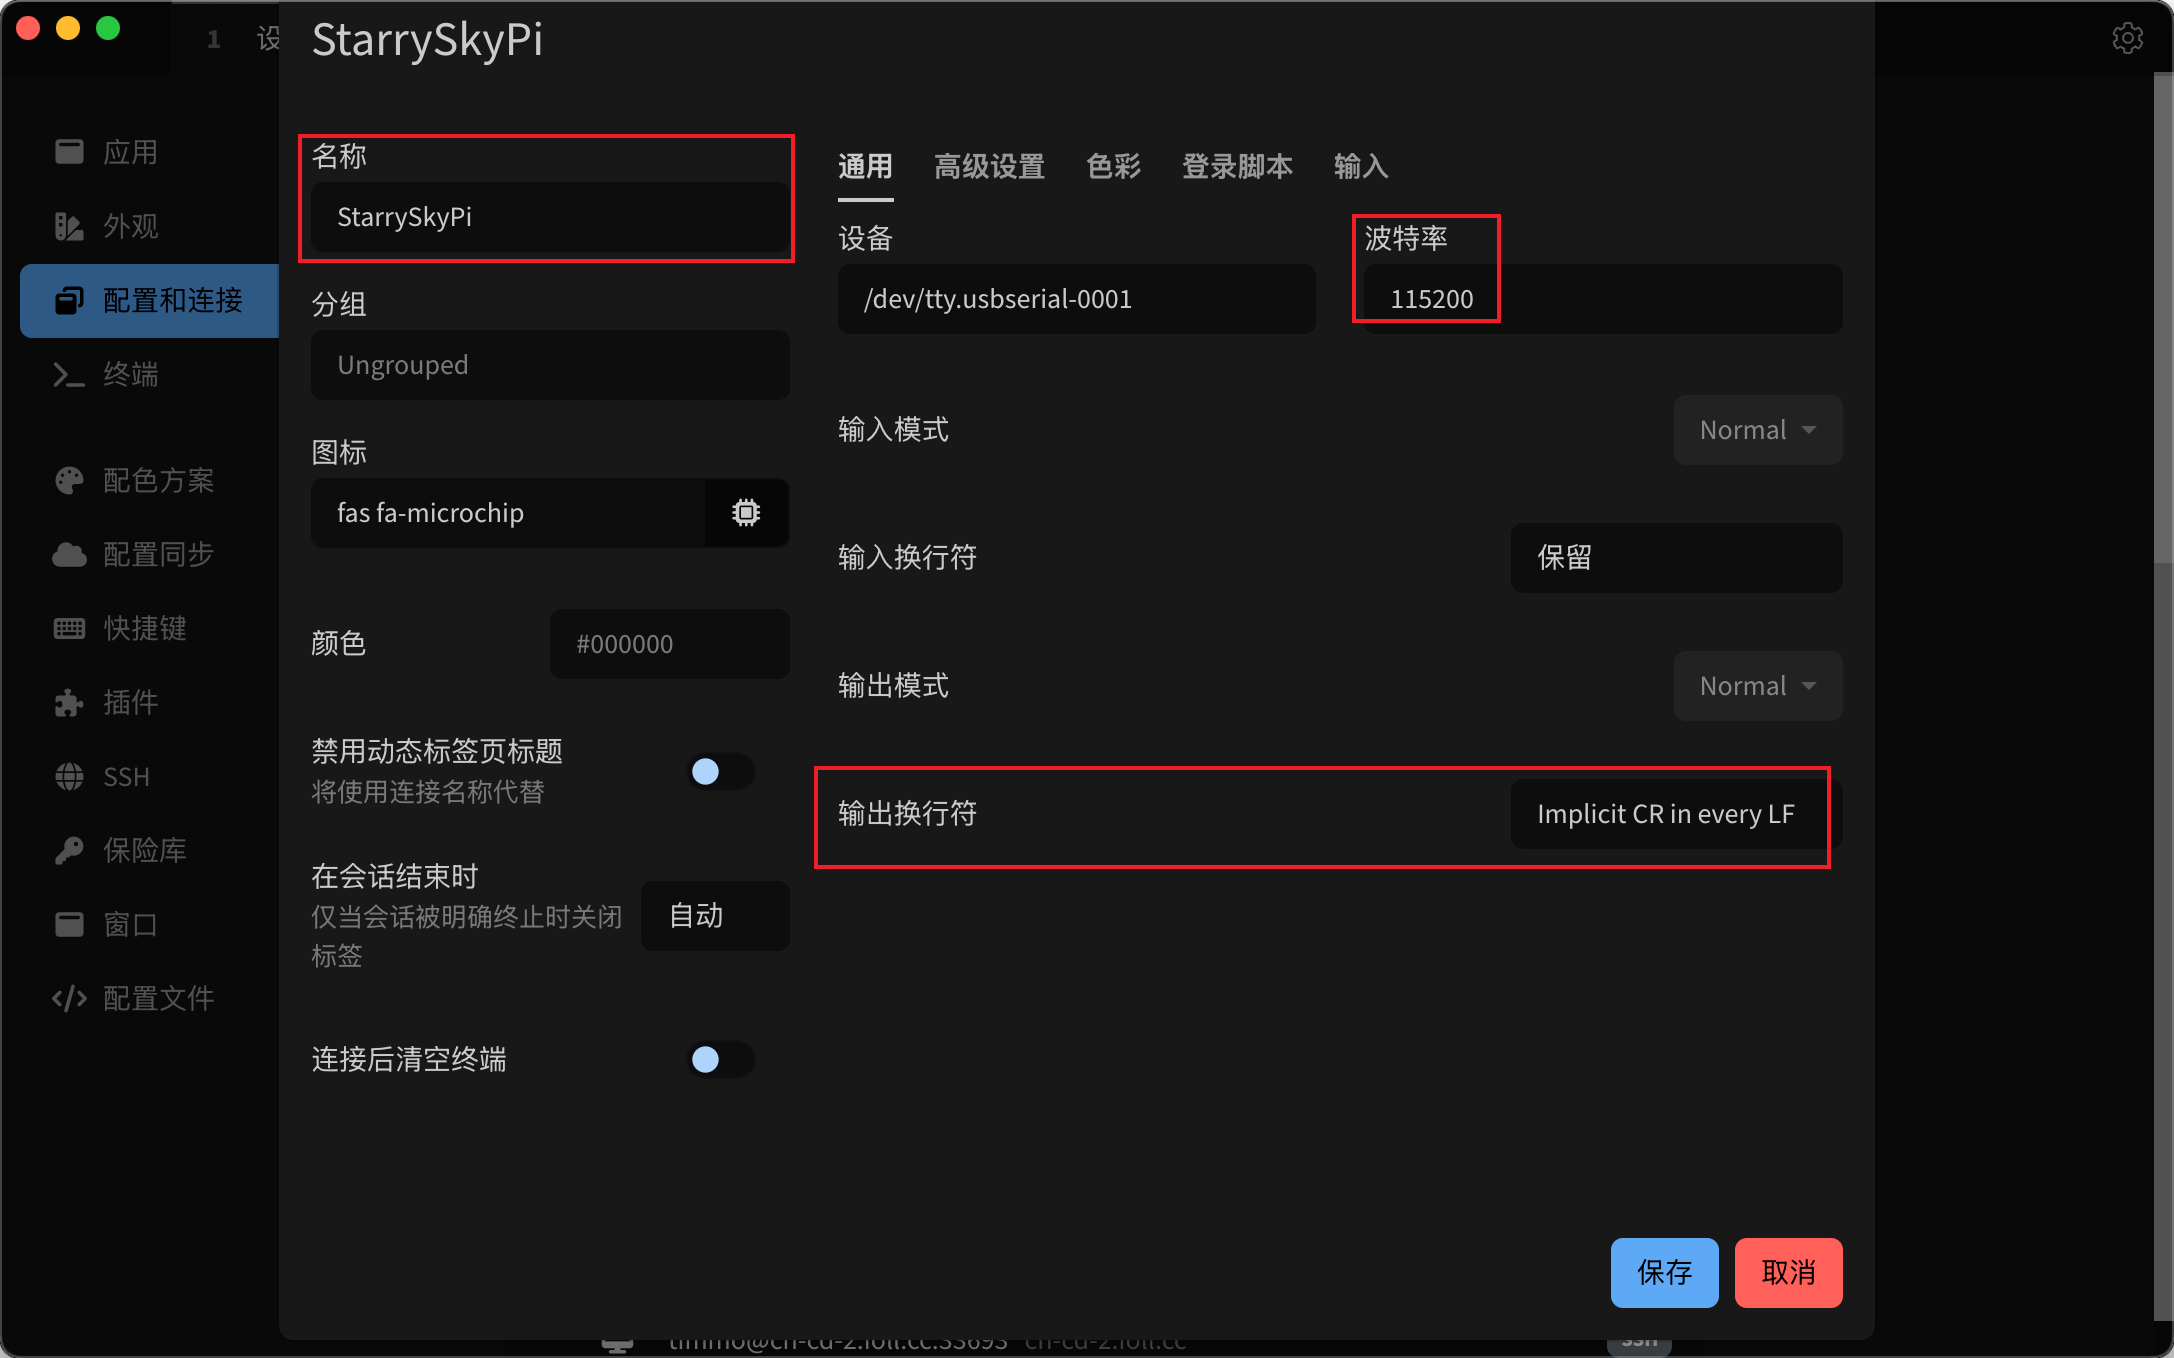 1 设
StarrySkyPi
应用
外观
配置和连接
终端
配色方案
配置同步
快捷键
插件
SSH
保险库
窗口
配置文件
名称
StarrySkyPi
分组
Ungrouped
图标
fas fa-microchip
颜色
#000000
禁用动态标签页标题
将使用连接名称代替
在会话结束时
仅当会话被明确终止时关闭
标签
自动
连接后清空终端
通用 高级设置 色彩 登录脚本 输入
设备
/dev/tty.usbserial-0001
波特率
115200
输入模式
Normal
输入换行符
保留
输出模式
Normal
输出换行符
Implicit CR in every LF
保存 取消